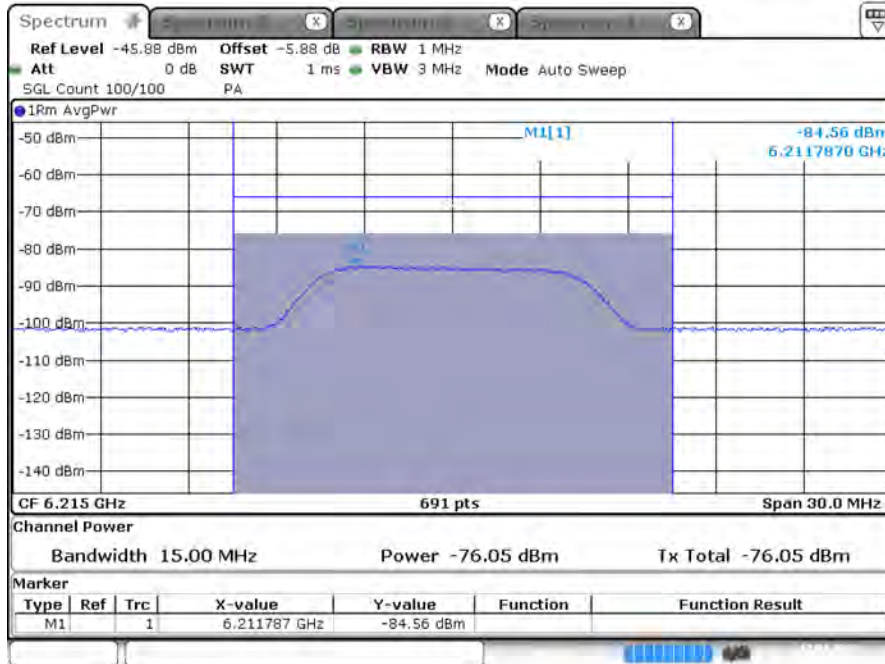 Spectrum
Ref Level -45.88 dBm Offset -5.88 dB RBW 1 MHz
Att 0 dB SWT 1 ms VBW 3 MHz Mode Auto Sweep
SGL Count 100/100 PA
1Rm AvgPwr
M1[1] -84.56 dBm
6.2117870 GHz
-50 dBm
-60 dBm
-70 dBm
-80 dBm
-90 dBm
-100 dBm
-110 dBm
-120 dBm
-130 dBm
-140 dBm
CF 6.215 GHz 691 pts Span 30.0 MHz
Channel Power
Bandwidth 15.00 MHz Power -76.05 dBm Tx Total -76.05 dBm
Marker
Type Ref Trc X-value Y-value Function Function Result
M1 1 6.211787 GHz -84.56 dBm